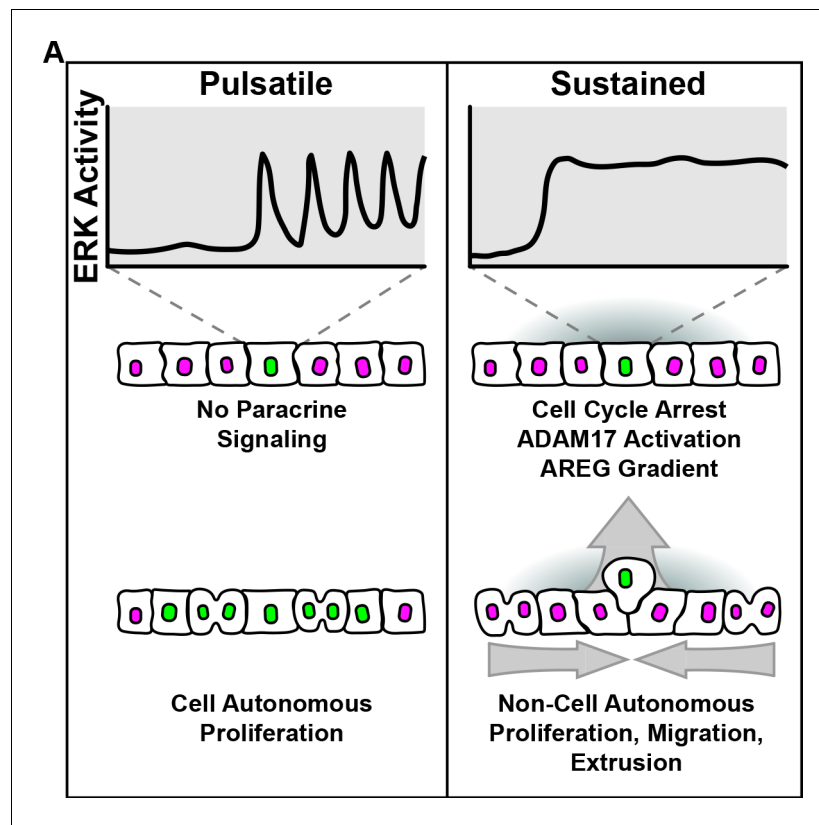 A
Pulsatile
ERK Activity
No Paracrine
Signaling
Cell Autonomous
Proliferation
Sustained
Cell Cycle Arrest
ADAM17 Activation
AREG Gradient
Non-Cell Autonomous
Proliferation, Migration,
Extrusion